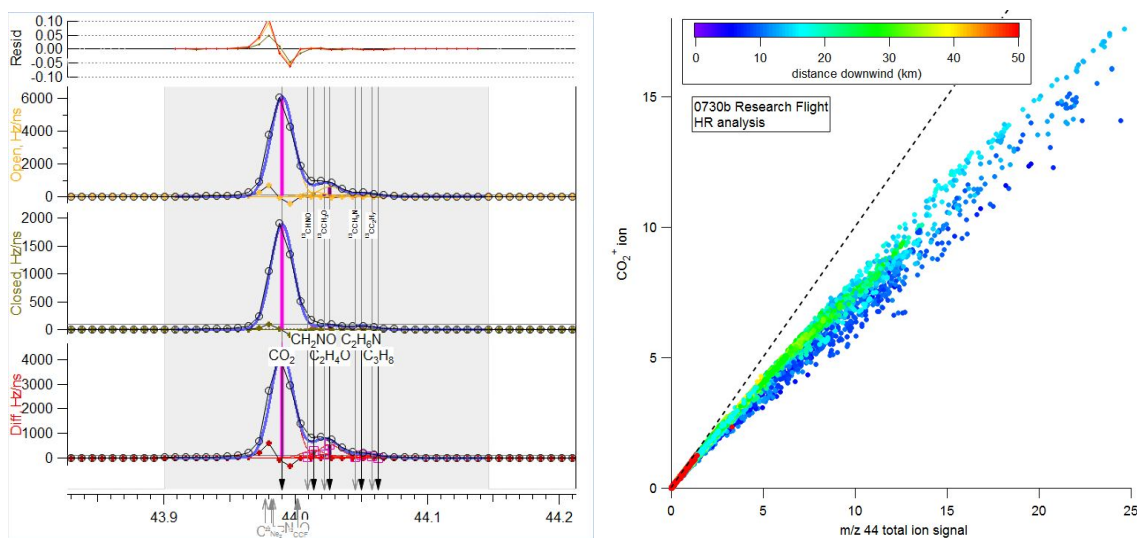 0.10
0.05
0.00
-0.05
-0.10
Resid
6000
4000
2000
0
Open, Hz/ns
2000
1500
1000
500
0
Closed, Hz/ns
CH₂NO C₂H₆N
CO₂ C₂H₄O C₃H₈
4000
3000
2000
1000
0
Diff, Hz/ns
43.9 44.0 44.1 44.2
0 10 20 30 40 50
distance downwind (km)
0730b Research Flight
HR analysis
15
10
5
0
CO₂⁺ ion
0 5 10 15 20 25
m/z 44 total ion signal